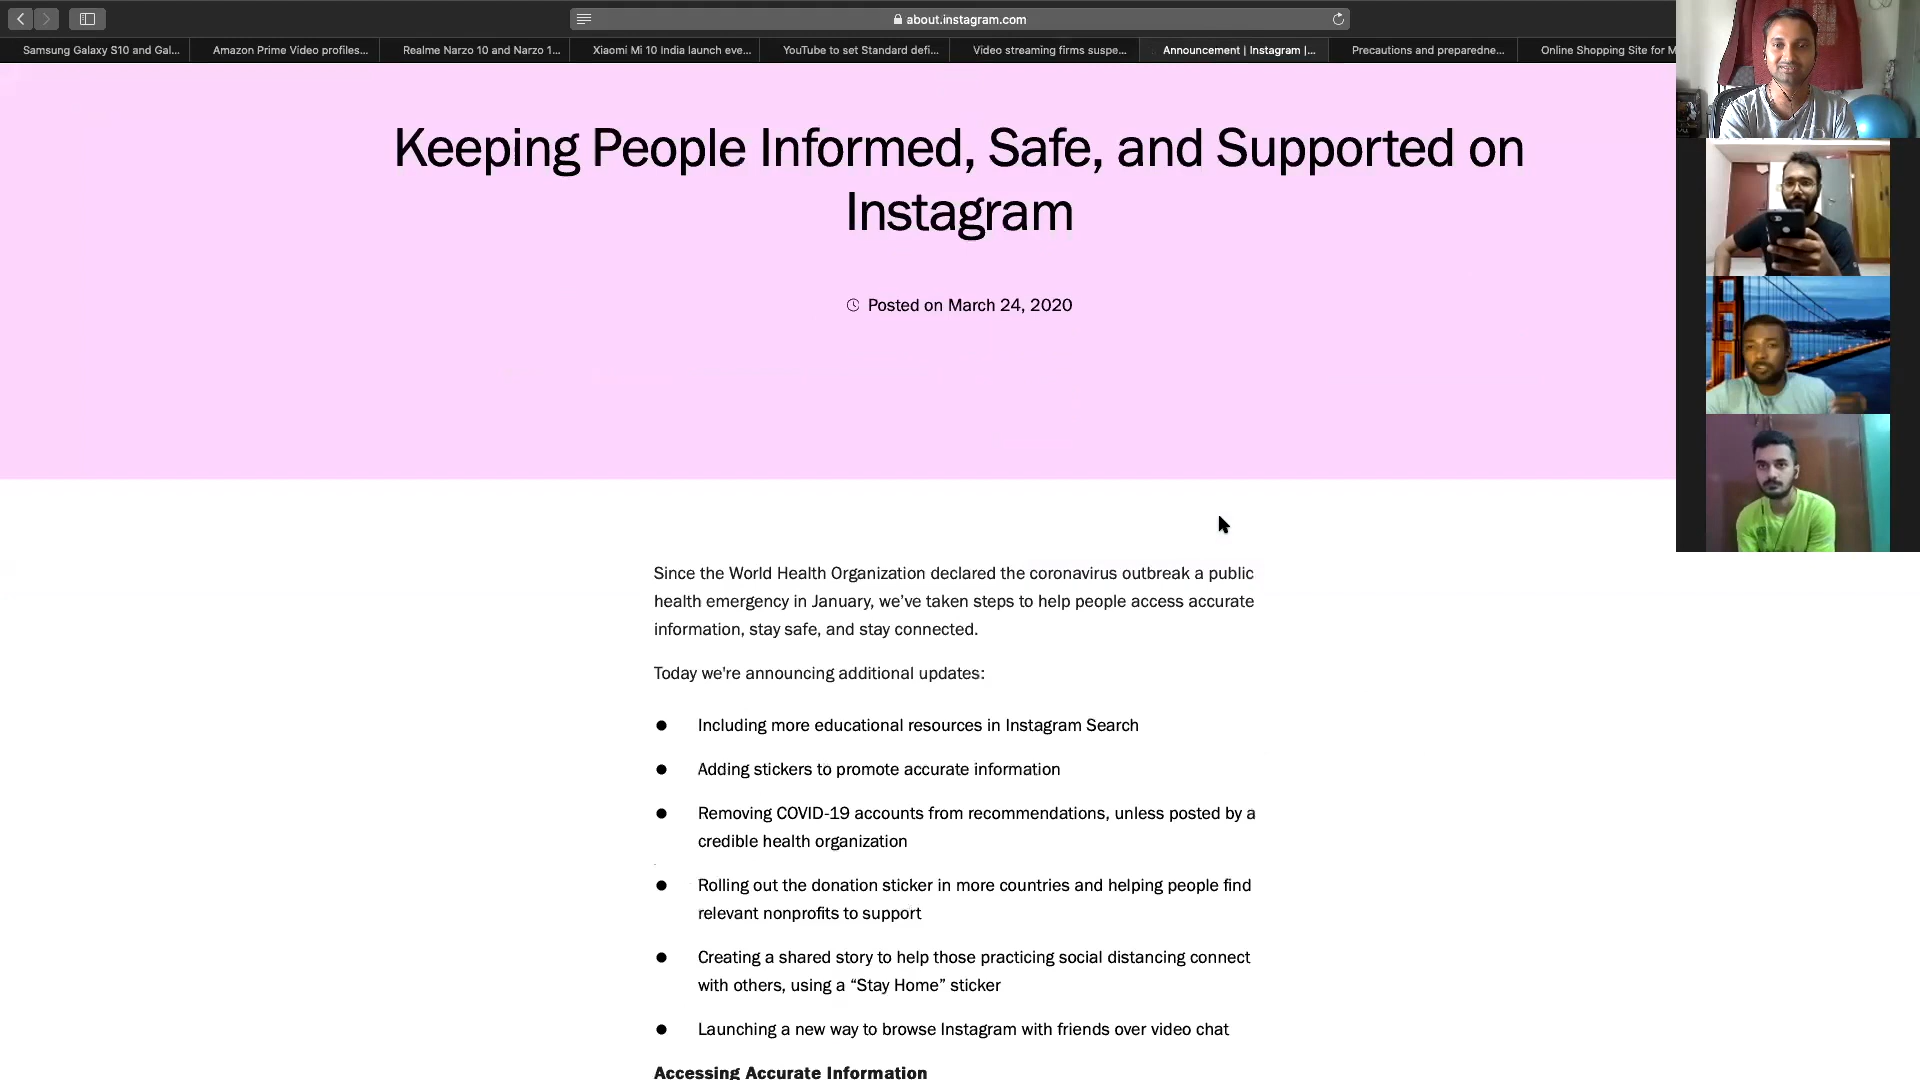 about.instagram.com
Samsung Galaxy S10 and Gal...
Amazon Prime Video profiles...
Realme Narzo 10 and Narzo 1...
Xiaomi Mi 10 India launch eve...
YouTube to set Standard defi...
Video streaming firms suspe...
Announcement | Instagram |...
Precautions and preparedne...
Online Shopping Site for M
Keeping People Informed, Safe, and Supported on
Instagram
Posted on March 24, 2020
Since the World Health Organization declared the coronavirus outbreak a public
health emergency in January, we’ve taken steps to help people access accurate
information, stay safe, and stay connected.
Today we're announcing additional updates:
● Including more educational resources in Instagram Search
● Adding stickers to promote accurate information
● Removing COVID-19 accounts from recommendations, unless posted by a
credible health organization
● Rolling out the donation sticker in more countries and helping people find
relevant nonprofits to support
● Creating a shared story to help those practicing social distancing connect
with others, using a “Stay Home” sticker
● Launching a new way to browse Instagram with friends over video chat
Accessing Accurate Information